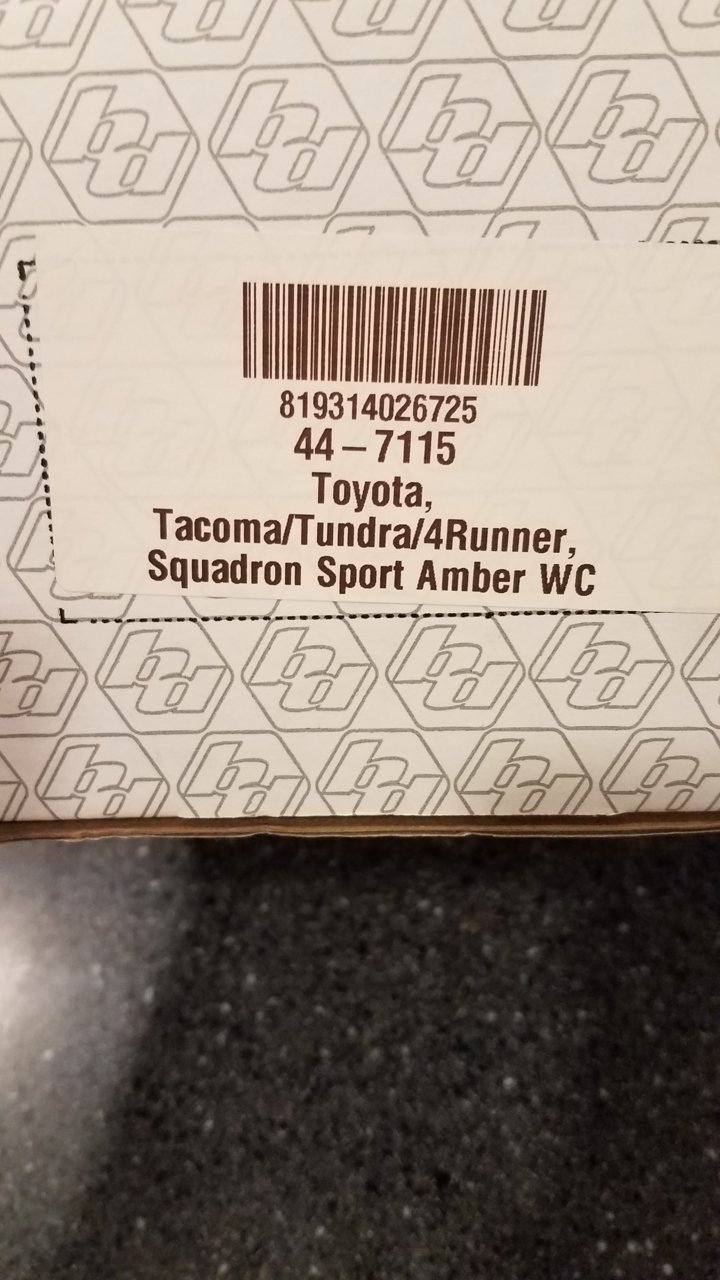 819314026725
44-7115
Toyota,
Tacoma/Tundra/4Runner,
Squadron Sport Amber WC